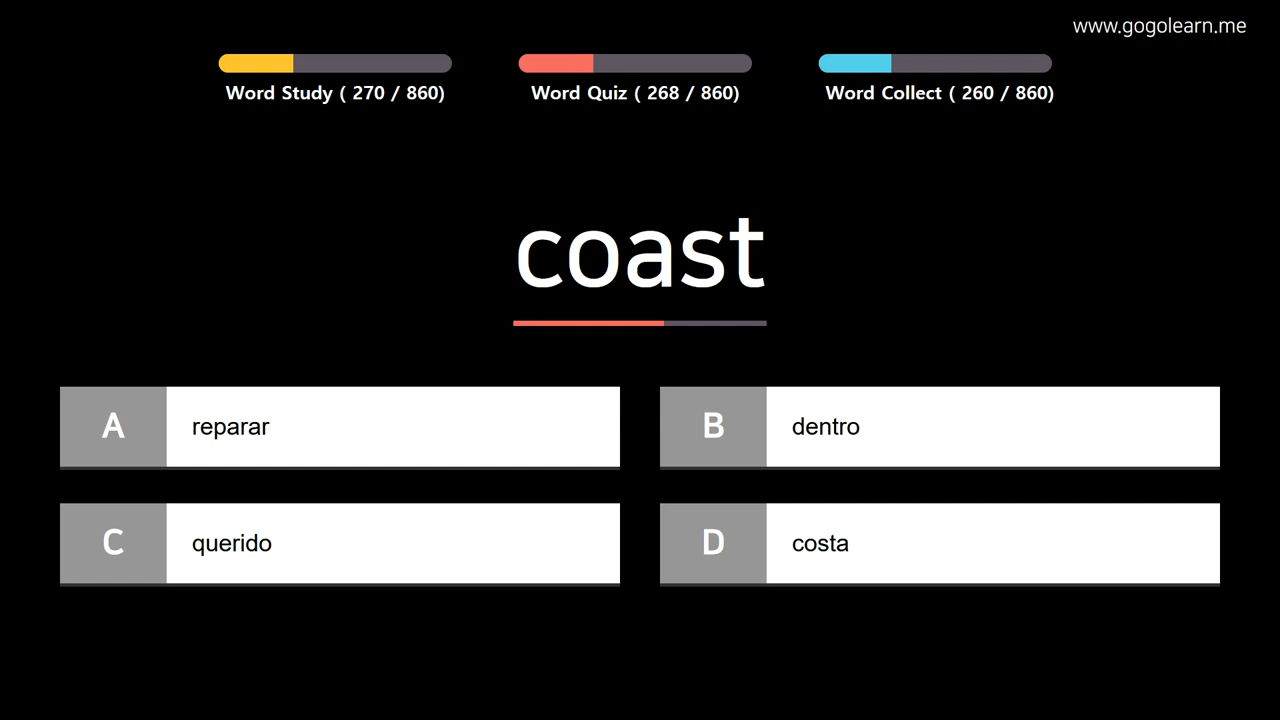 www.gogolearn.me
Word Study ( 270 / 860)
Word Quiz ( 268 / 860)
Word Collect ( 260 / 860)
coast
A
reparar
B
dentro
C
querido
D
costa